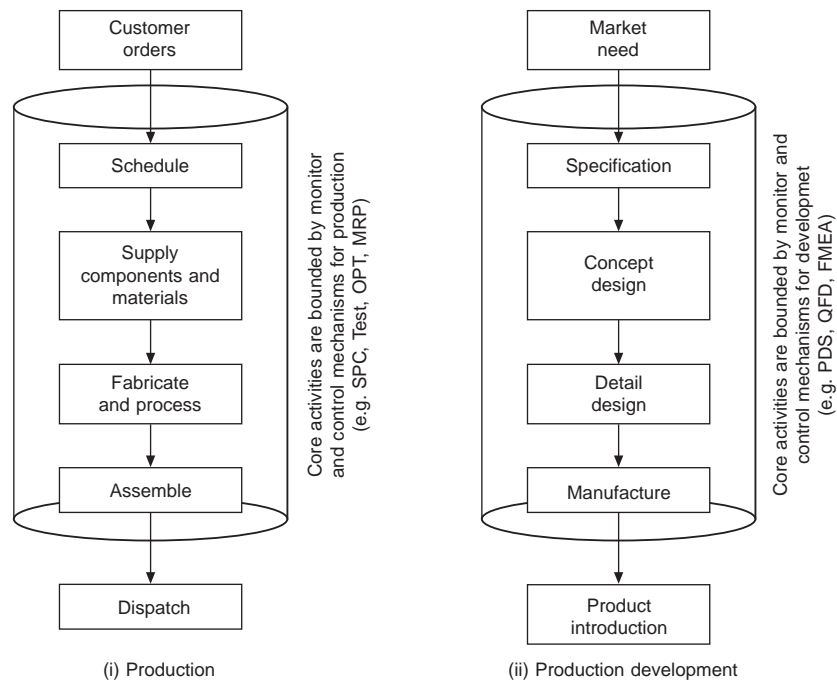 Customer
orders
Schedule
Supply
components and
materials
Fabricate
and process
Assemble
Dispatch
Core activities are bounded by monitor
and control mechanisms for production
(e.g. SPC, Test, OPT, MRP)
(i) Production
Market
need
Specification
Concept
design
Detail
design
Manufacture
Product
introduction
Core activities are bounded by monitor and
control mechanisms for developmet
(e.g. PDS, QFD, FMEA)
(ii) Production development